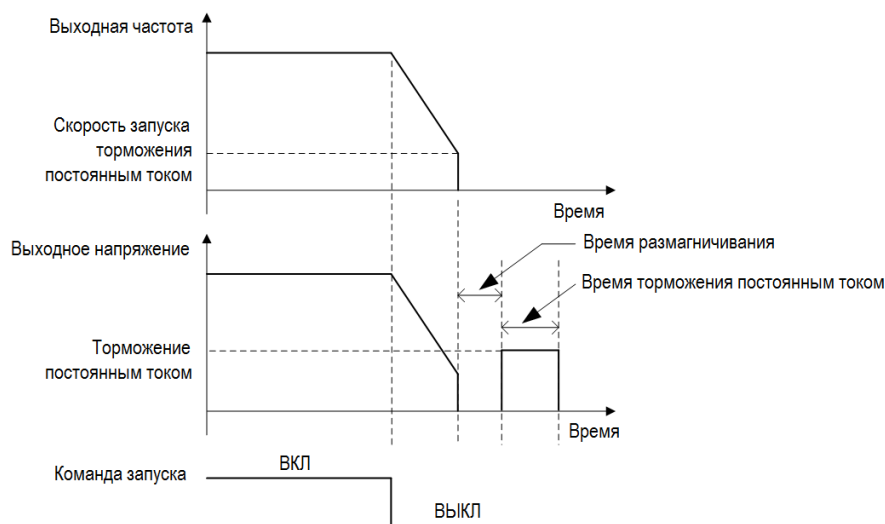 Выходная частота
Скорость запуска
торможения
постоянным током
Время
Выходное напряжение
Время размагничивания
Время торможения постоянным током
Торможение
постоянным током
Время
Команда запуска
ВКЛ
ВЫКЛ